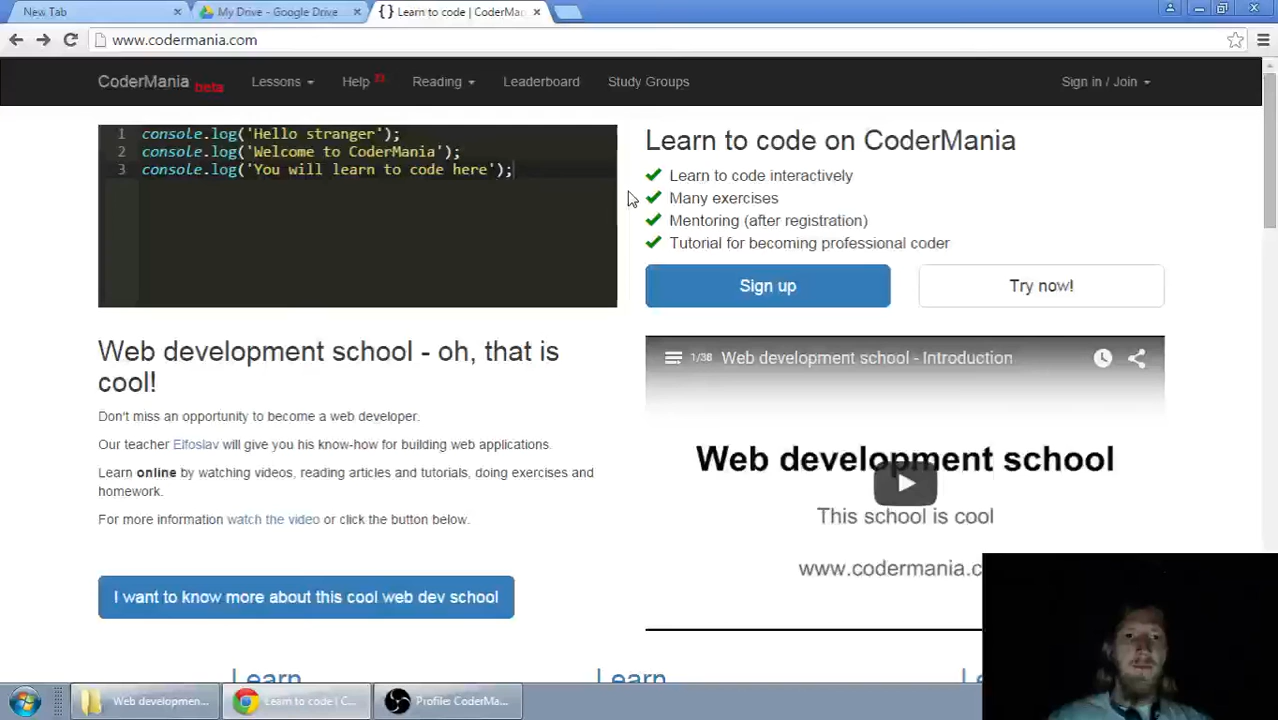 New Tab
My Drive - Google Drive
{ } Learn to code | CoderMa
www.codermania.com
CoderMania beta
Lessons
Help
Reading
Leaderboard
Study Groups
Sign in / Join
1 console.log('Hello stranger');
2 console.log('Welcome to CoderMania');
3 console.log('You will learn to code here');
Learn to code on CoderMania
Learn to code interactively
Many exercises
Mentoring (after registration)
Tutorial for becoming professional coder
Sign up
Try now!
Web development school - oh, that is
cool!
Don't miss an opportunity to become a web developer.
Our teacher Elfoslav will give you his know-how for building web applications.
Learn online by watching videos, reading articles and tutorials, doing exercises and
homework.
For more information watch the video or click the button below.
I want to know more about this cool web dev school
1/38 Web development school - Introduction
Web development school
This school is cool
www.codermania.c
Learn
Learn
Web developmen...
Learn to code | C...
Profile: CoderMa...